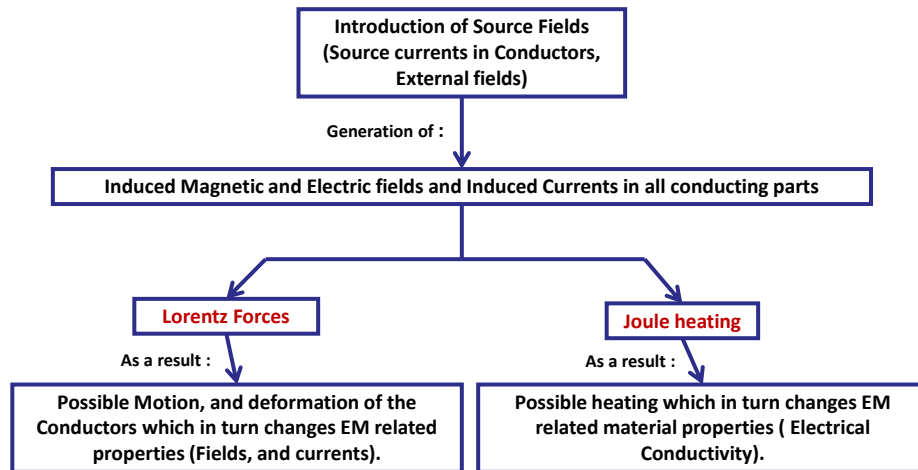 Introduction of Source Fields
(Source currents in Conductors,
External fields)
Generation of :
Induced Magnetic and Electric fields and Induced Currents in all conducting parts
Lorentz Forces
Joule heating
As a result :
As a result :
Possible Motion, and deformation of the
Conductors which in turn changes EM related
properties (Fields, and currents).
Possible heating which in turn changes EM
related material properties ( Electrical
Conductivity).